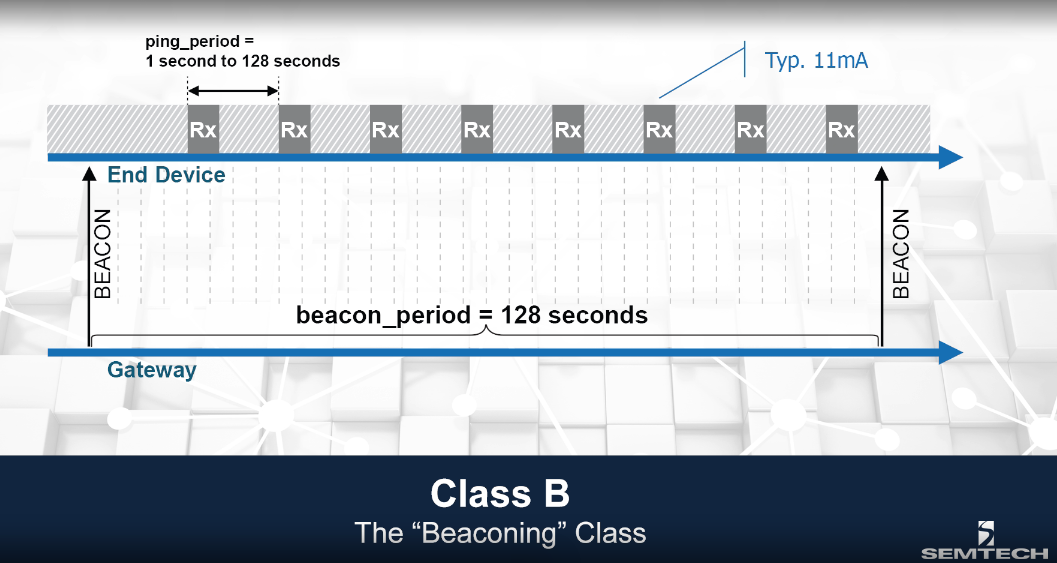 ping_period =
1 second to 128 seconds
Typ. 11mA
Rx Rx Rx Rx Rx Rx Rx Rx
End Device
BEACON
BEACON
beacon_period = 128 seconds
Gateway
Class B
The “Beaconing” Class
SEMTECH